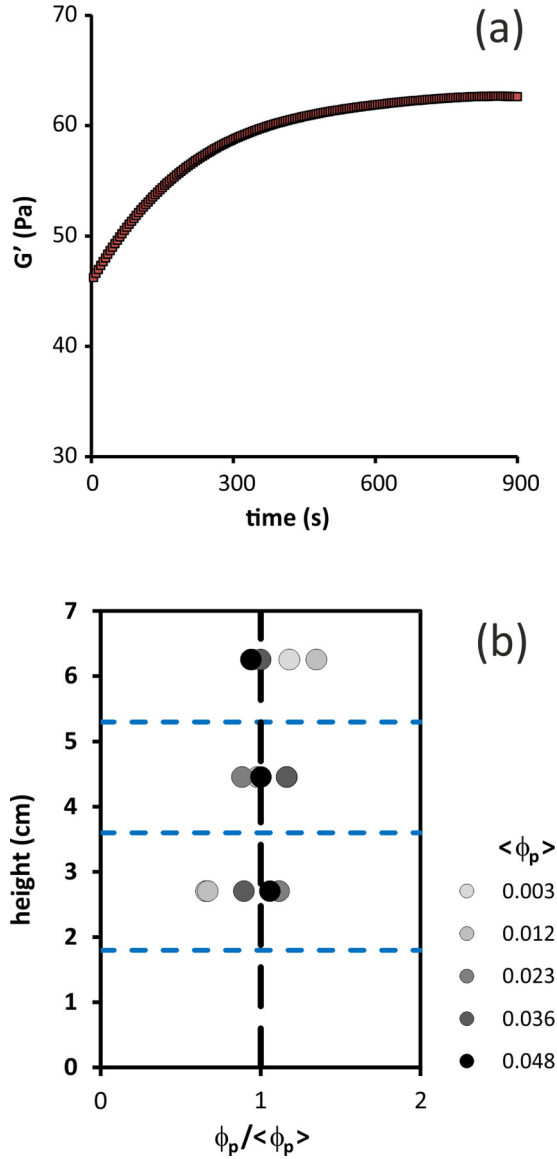 (a)
70
60
50
40
30
G' (Pa)
0 300 600 900
time (s)
(b)
7
6
5
4
3
2
1
0
height (cm)
0 1 2
ϕp/<ϕp>
<ϕp>
0.003
0.012
0.023
0.036
0.048